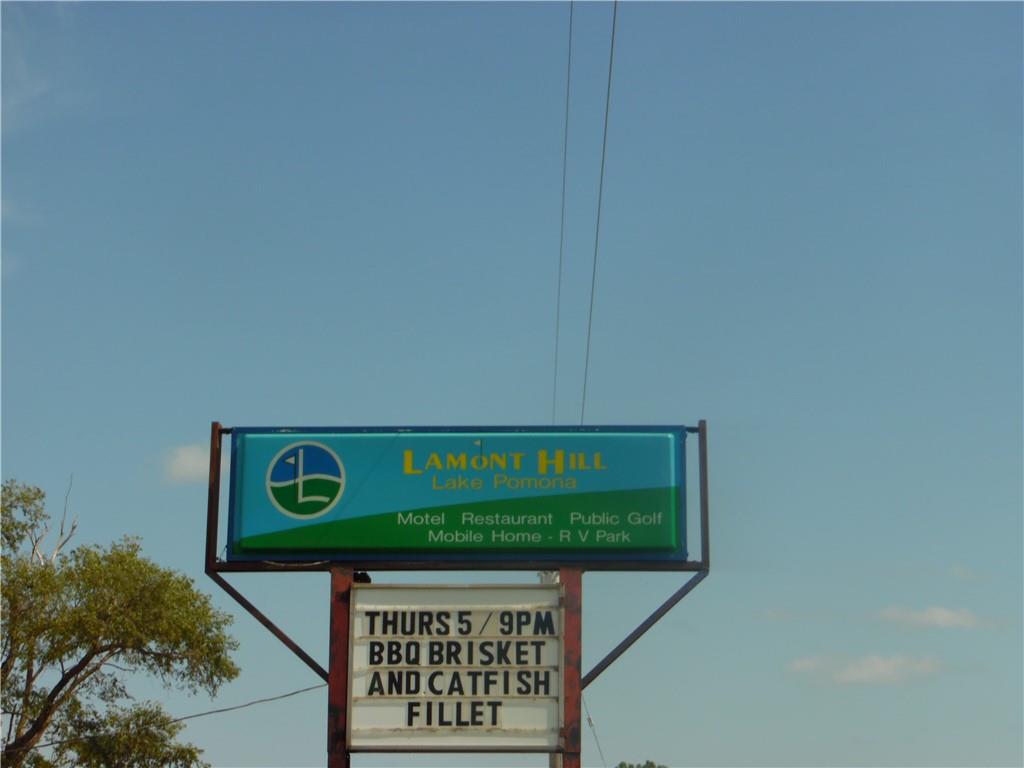 L
LAMONT HILL
Lake Pomona
Motel Restaurant Public Golf
Mobile Home - R V Park
THURS 5/9PM
BBQ BRISKET
AND CATFISH
FILLET